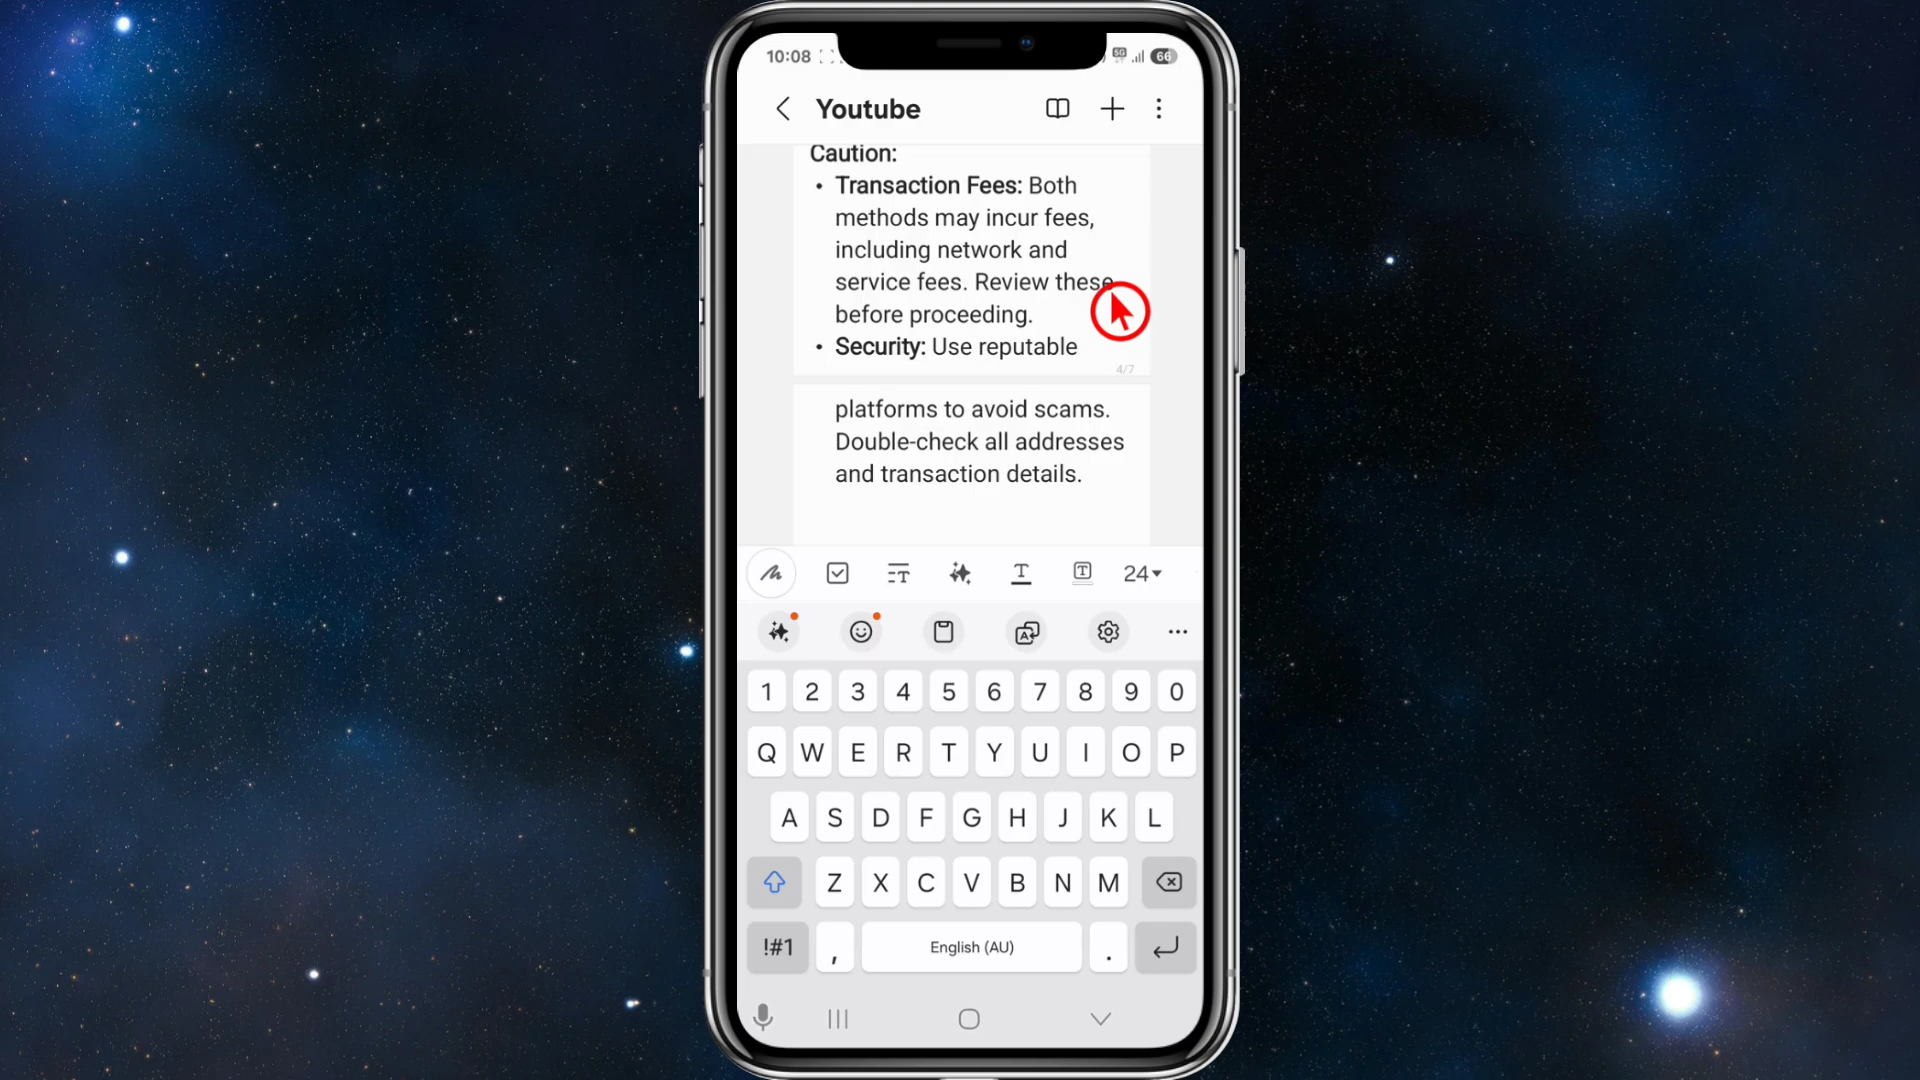 10:08
5G
66
Youtube
Caution:
• Transaction Fees: Both
methods may incur fees,
including network and
service fees. Review these
before proceeding.
• Security: Use reputable
4/7
platforms to avoid scams.
Double-check all addresses
and transaction details.
24
1 2 3 4 5 6 7 8 9 0
Q W E R T Y U I O P
A S D F G H J K L
Z X C V B N M
!#1 , English (AU) .